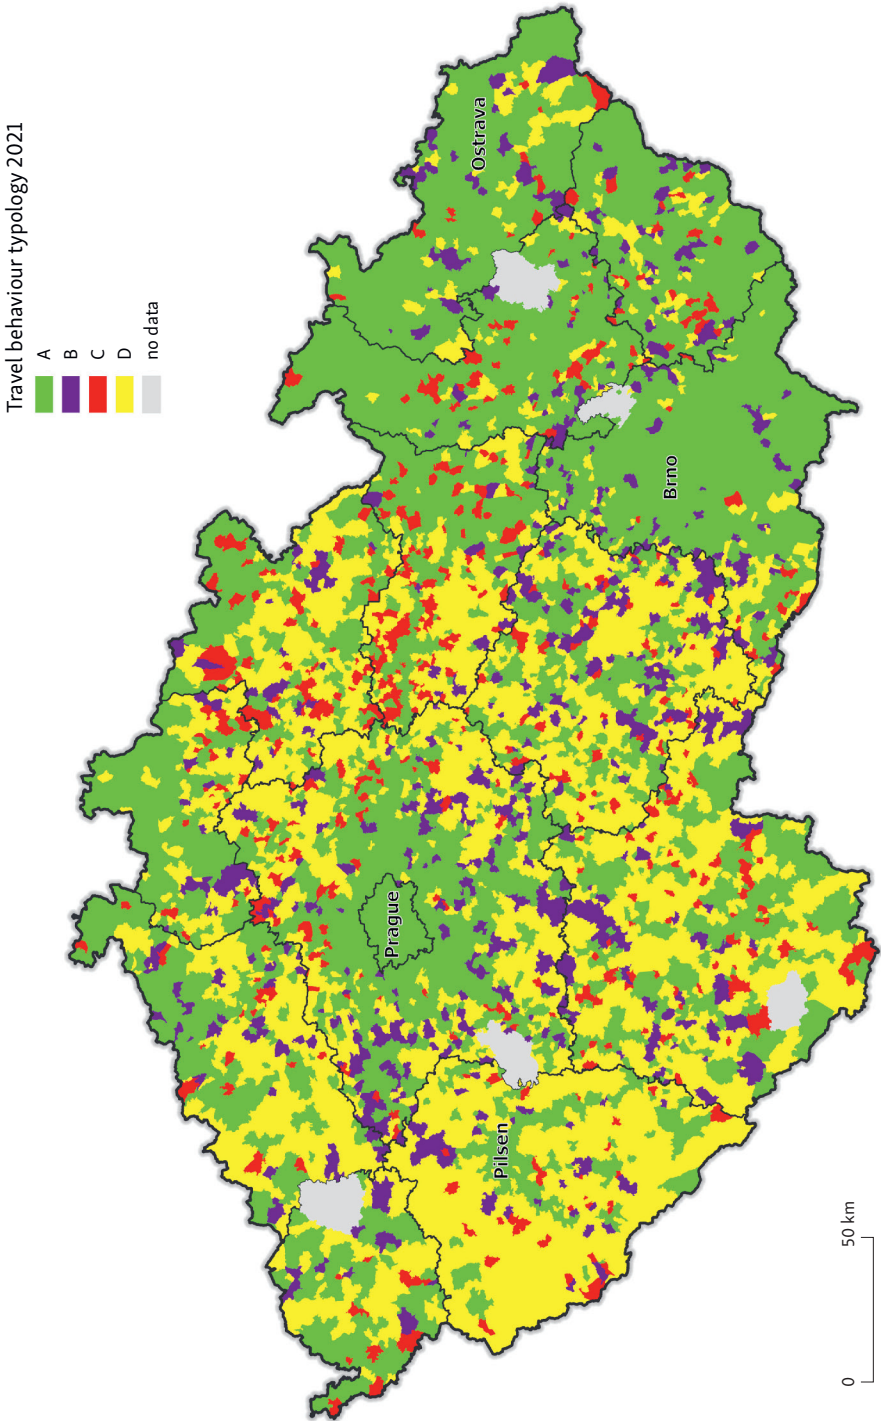 Travel behaviour typology 2021
A
B
C
D
no data
Ostrava
Prague
Brno
Pilsen
0
50 km